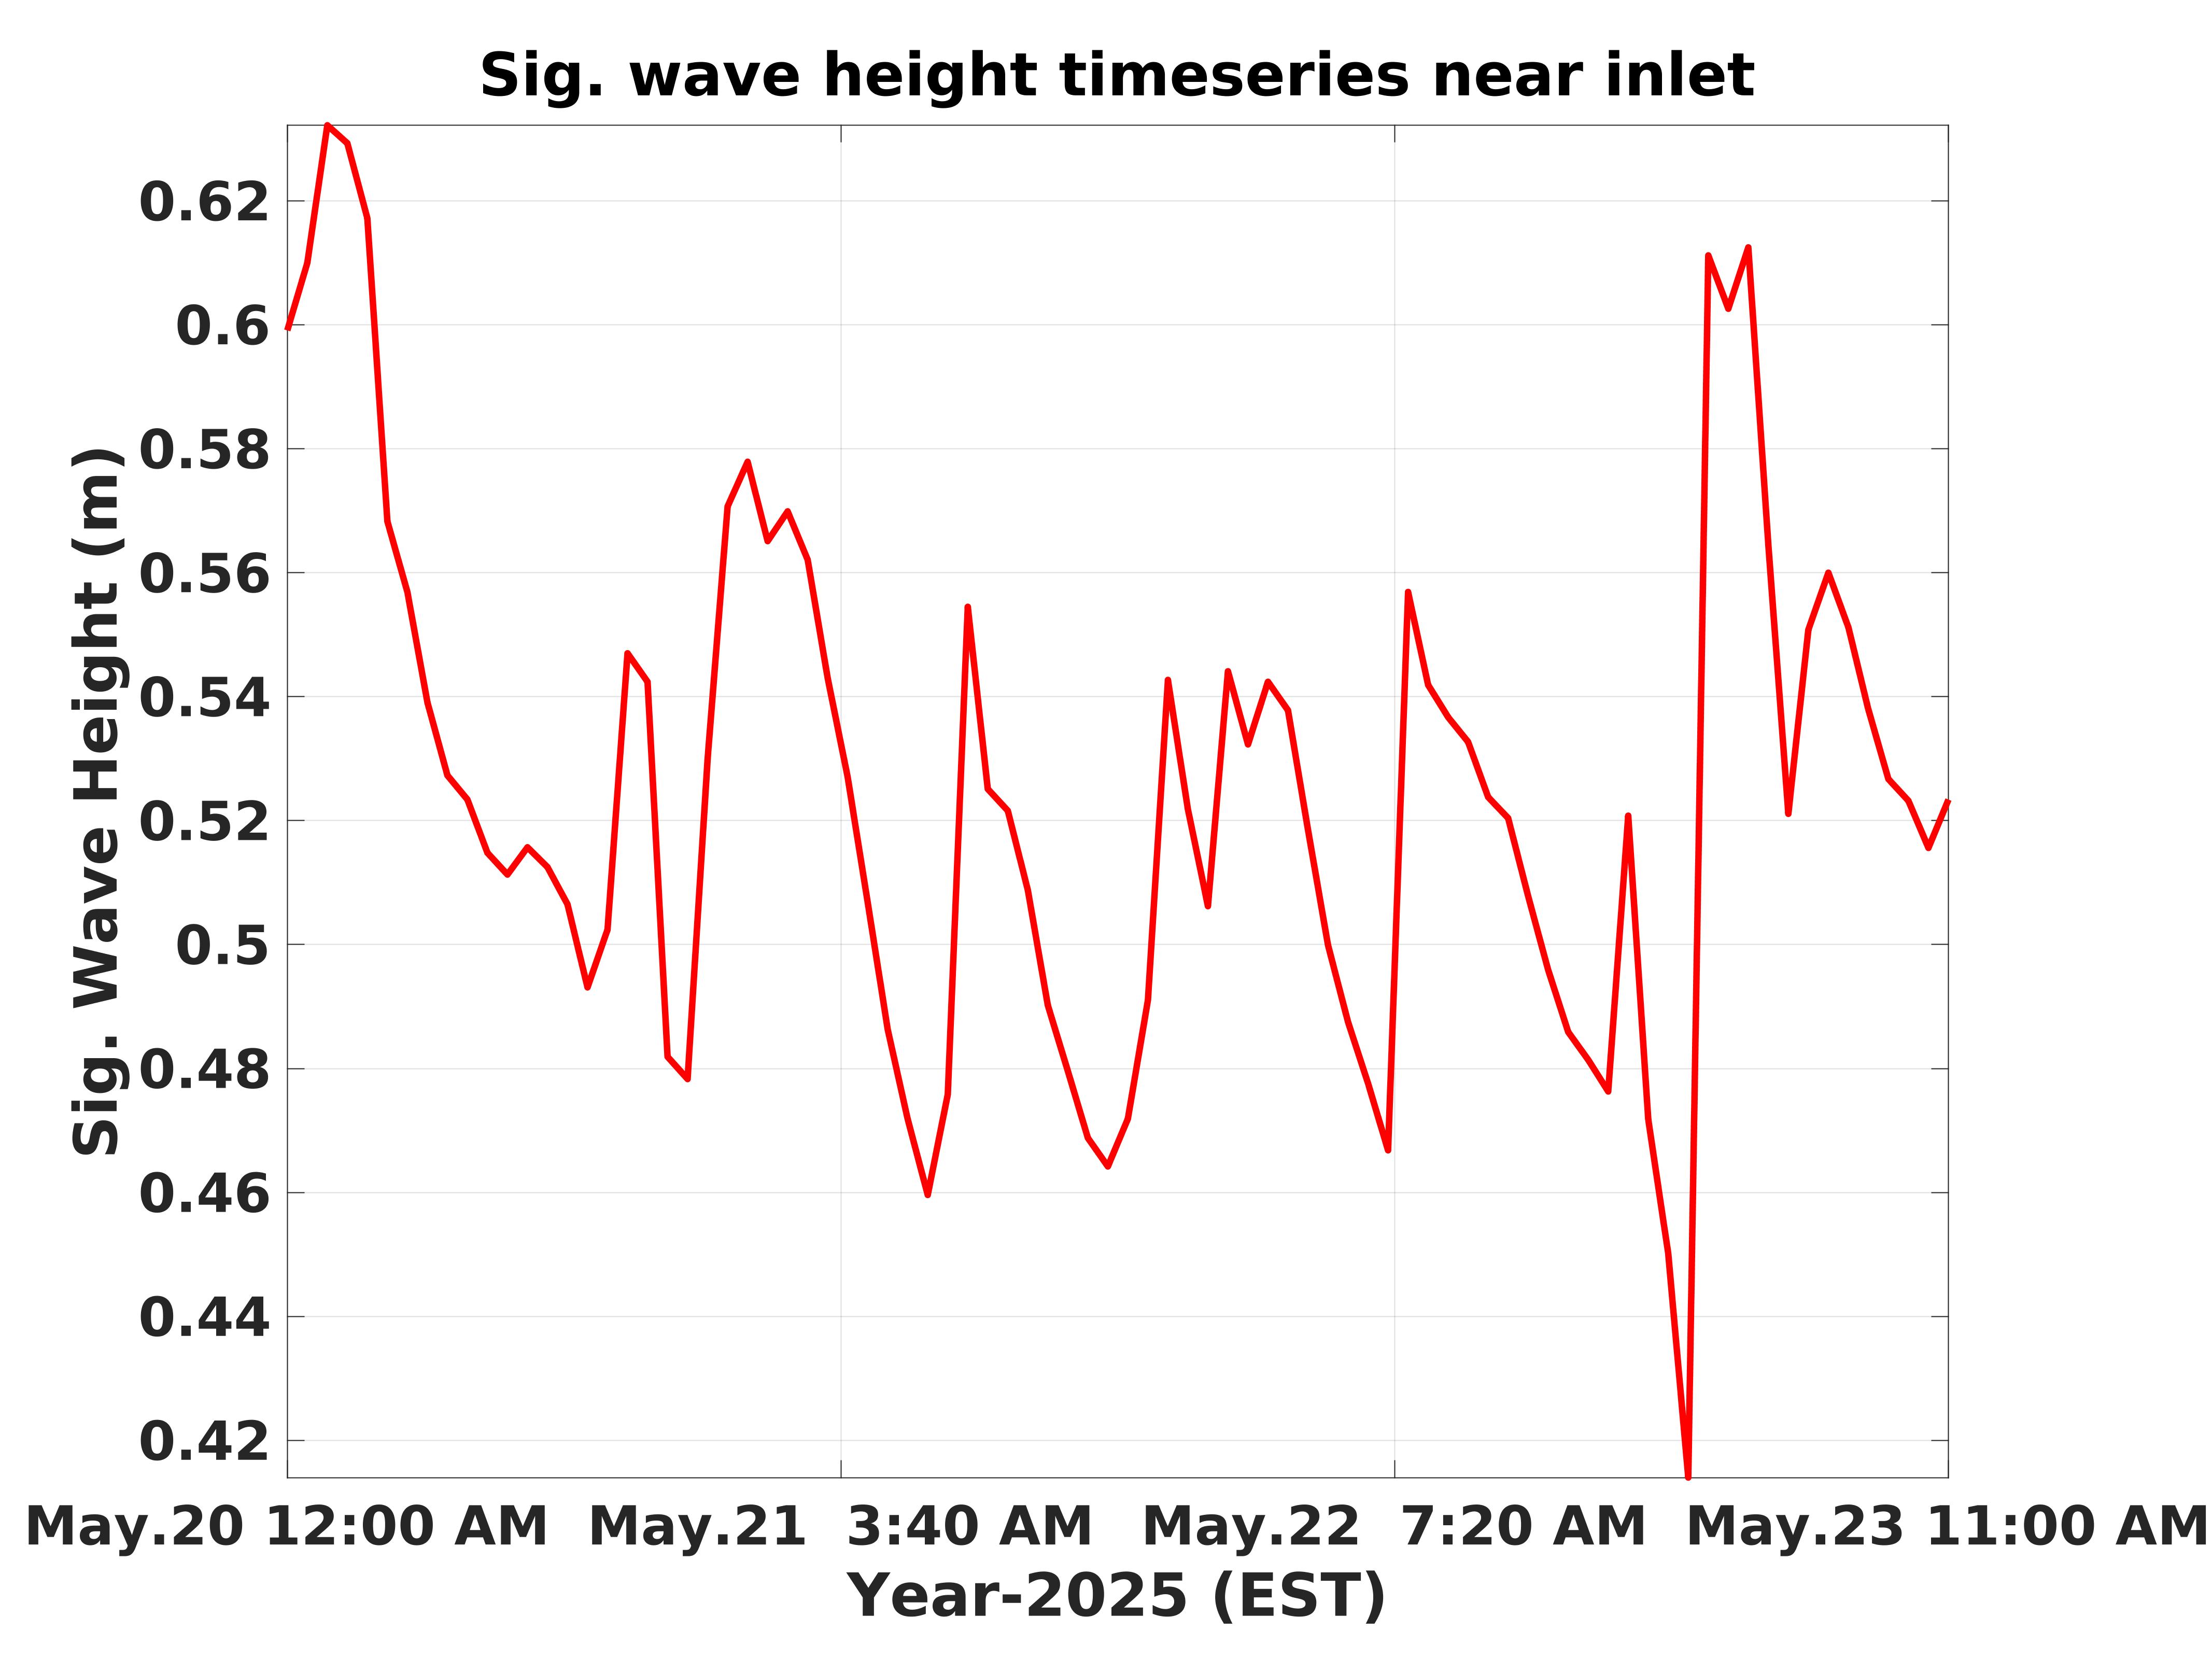 Sig. wave height timeseries near inlet
Sig. Wave Height (m)
0.62
0.6
0.58
0.56
0.54
0.52
0.5
0.48
0.46
0.44
0.42
May.20 12:00 AM May.21 3:40 AM May.22 7:20 AM May.23 11:00 AM
Year-2025 (EST)